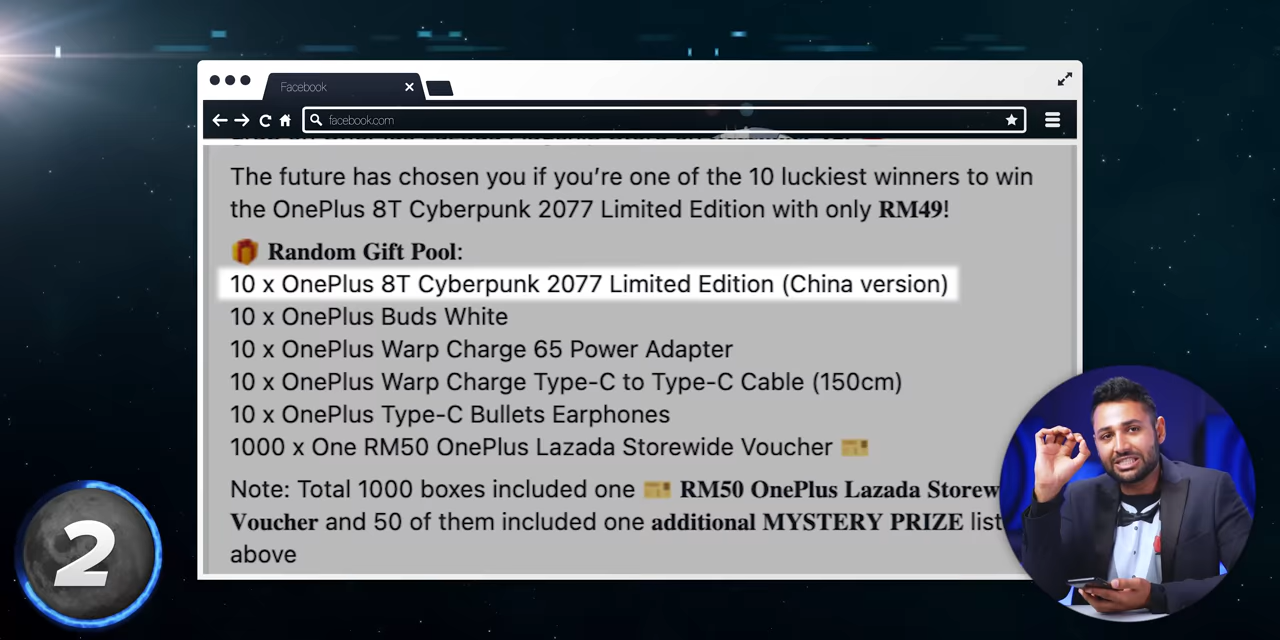 Facebook
facebook.com
The future has chosen you if you’re one of the 10 luckiest winners to win
the OnePlus 8T Cyberpunk 2077 Limited Edition with only RM49!
🎁 Random Gift Pool:
10 x OnePlus 8T Cyberpunk 2077 Limited Edition (China version)
10 x OnePlus Buds White
10 x OnePlus Warp Charge 65 Power Adapter
10 x OnePlus Warp Charge Type-C to Type-C Cable (150cm)
10 x OnePlus Type-C Bullets Earphones
1000 x One RM50 OnePlus Lazada Storewide Voucher 🎫
Note: Total 1000 boxes included one 🎫 RM50 OnePlus Lazada Storew
Voucher and 50 of them included one additional MYSTERY PRIZE list
above
2